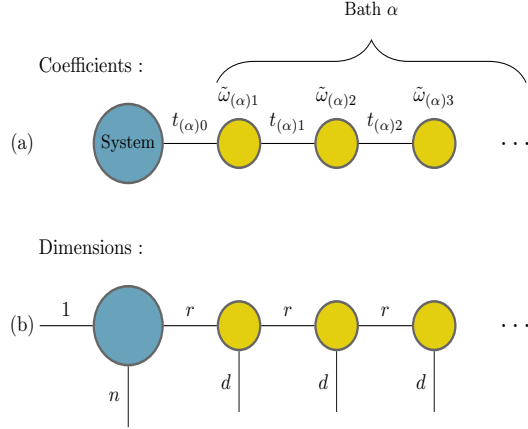 Bath α
Coefficients :
ω̃₍α₎1 ω̃₍α₎2 ω̃₍α₎3
t₍α₎0 t₍α₎1 t₍α₎2
(a) System ···
Dimensions :
(b) 1 r r r ···
n d d d